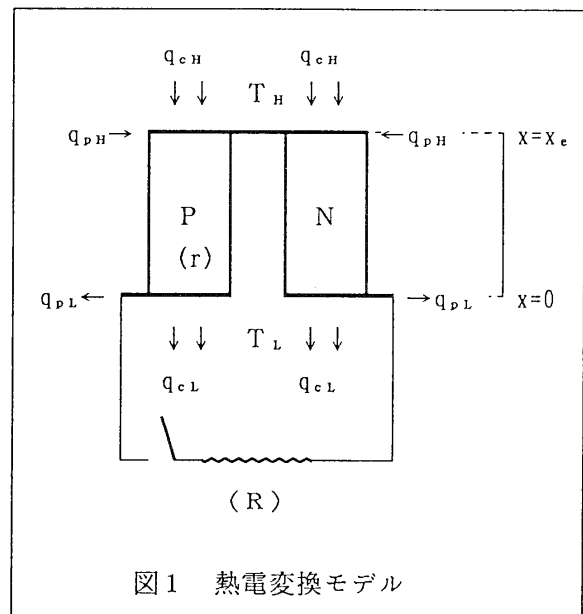 q_cH q_cH
T_H
q_pH q_pH x=x_e
P N
(r)
q_pL q_pL x=0
T_L
q_cL q_cL
(R)
図1 熱電変換モデル